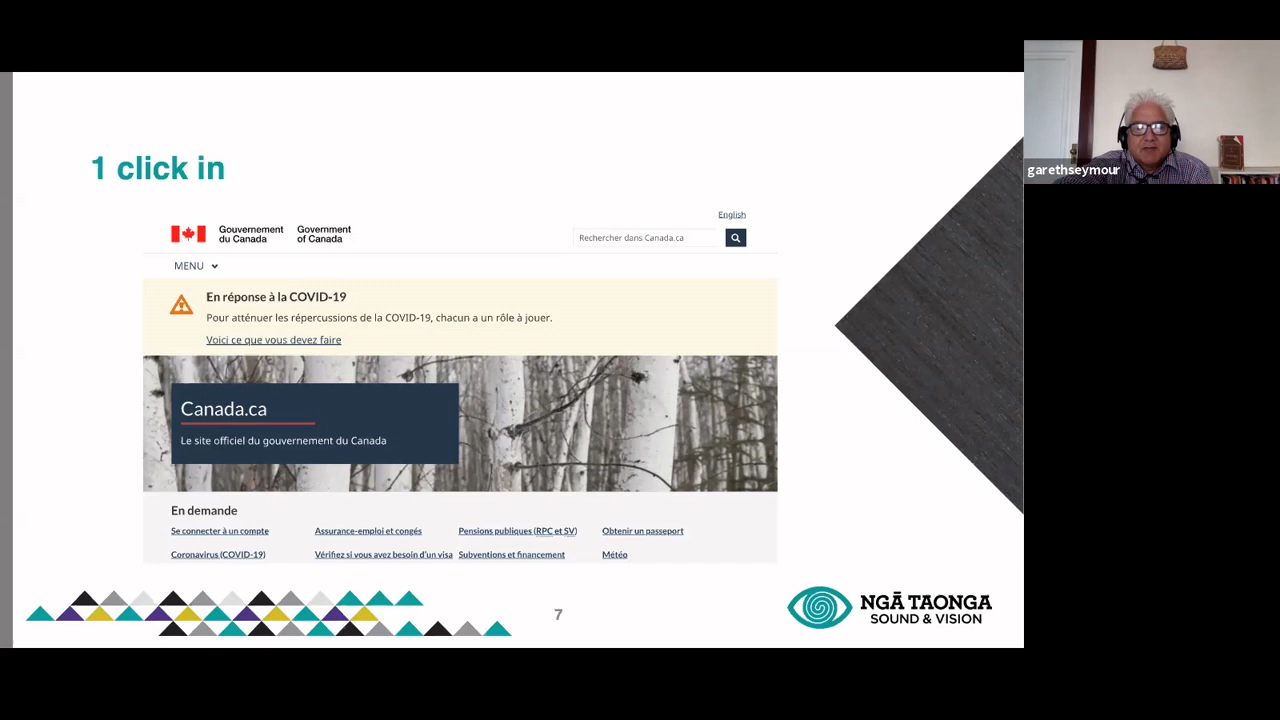 1 click in
English
Gouvernement du Canada
Government of Canada
Rechercher dans Canada.ca
MENU
En réponse à la COVID-19
Pour atténuer les répercussions de la COVID-19, chacun a un rôle à jouer.
Voici ce que vous devez faire
Canada.ca
Le site officiel du gouvernement du Canada
En demande
Se connecter à un compte Assurance-emploi et congés Pensions publiques (RPC et SV) Obtenir un passeport
Coronavirus (COVID-19) Vérifiez si vous avez besoin d'un visa Subventions et financement Météo
7
NGĀ TAONGA
SOUND & VISION
garethseymour